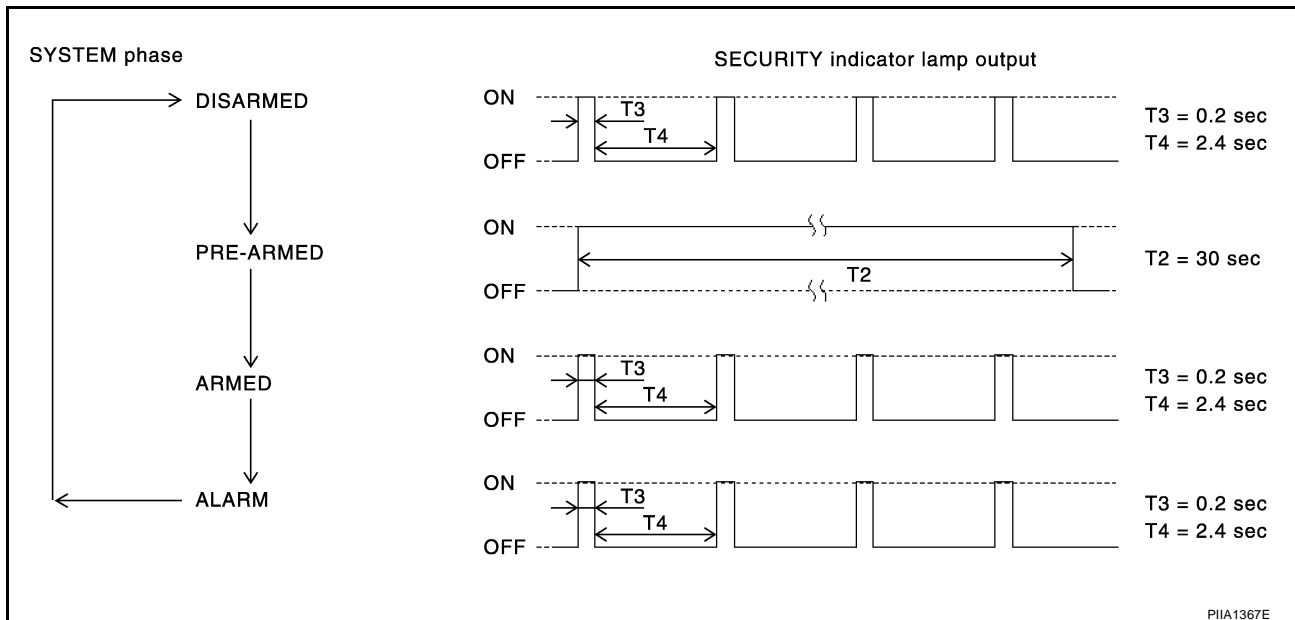 SYSTEM phase
SECURITY indicator lamp output
DISARMED
ON
T3
T4
OFF
T3 = 0.2 sec
T4 = 2.4 sec
PRE-ARMED
ON
T2
OFF
T2 = 30 sec
ARMED
ON
T3
T4
OFF
T3 = 0.2 sec
T4 = 2.4 sec
ALARM
ON
T3
T4
OFF
T3 = 0.2 sec
T4 = 2.4 sec
PIIA1367E